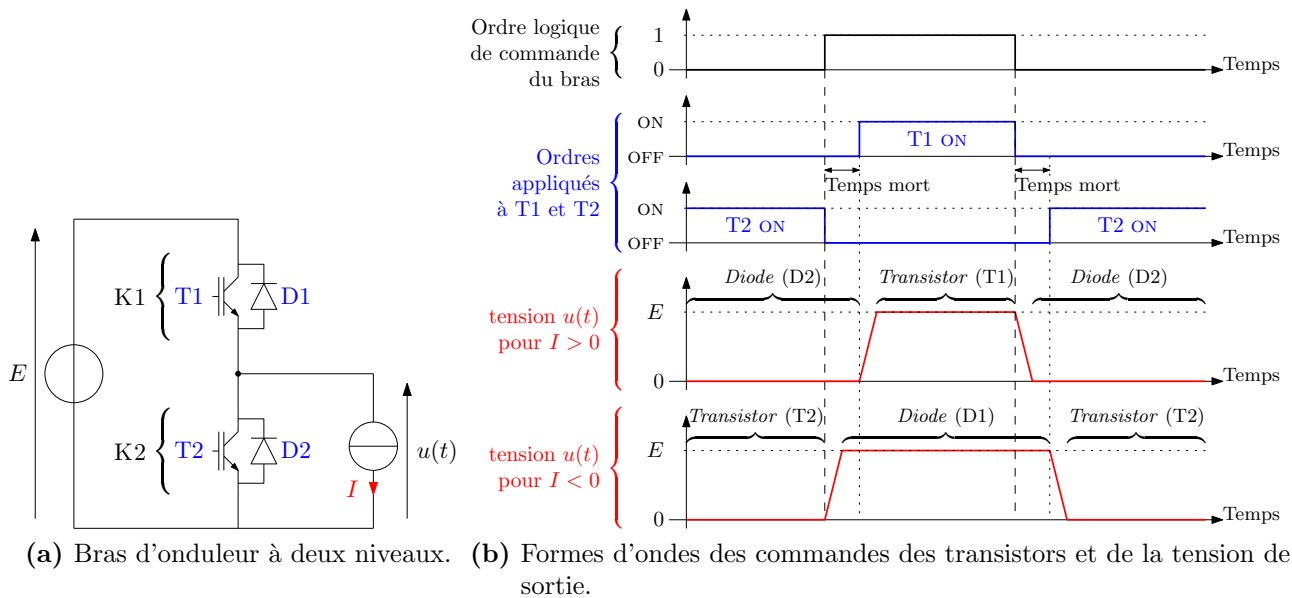 Ordre logique
de commande
du bras
1
0
Temps
ON
OFF
T1 ON
Temps
Ordres
appliqués
à T1 et T2
Temps mort
Temps mort
ON
OFF
T2 ON
T2 ON
Temps
Diode (D2)
Transistor (T1)
Diode (D2)
tension u(t)
pour I > 0
E
0
Temps
Transistor (T2)
Diode (D1)
Transistor (T2)
tension u(t)
pour I < 0
E
0
Temps
E
K1
T1
D1
K2
T2
D2
I
u(t)
(a) Bras d'onduleur à deux niveaux.
(b) Formes d'ondes des commandes des transistors et de la tension de
sortie.